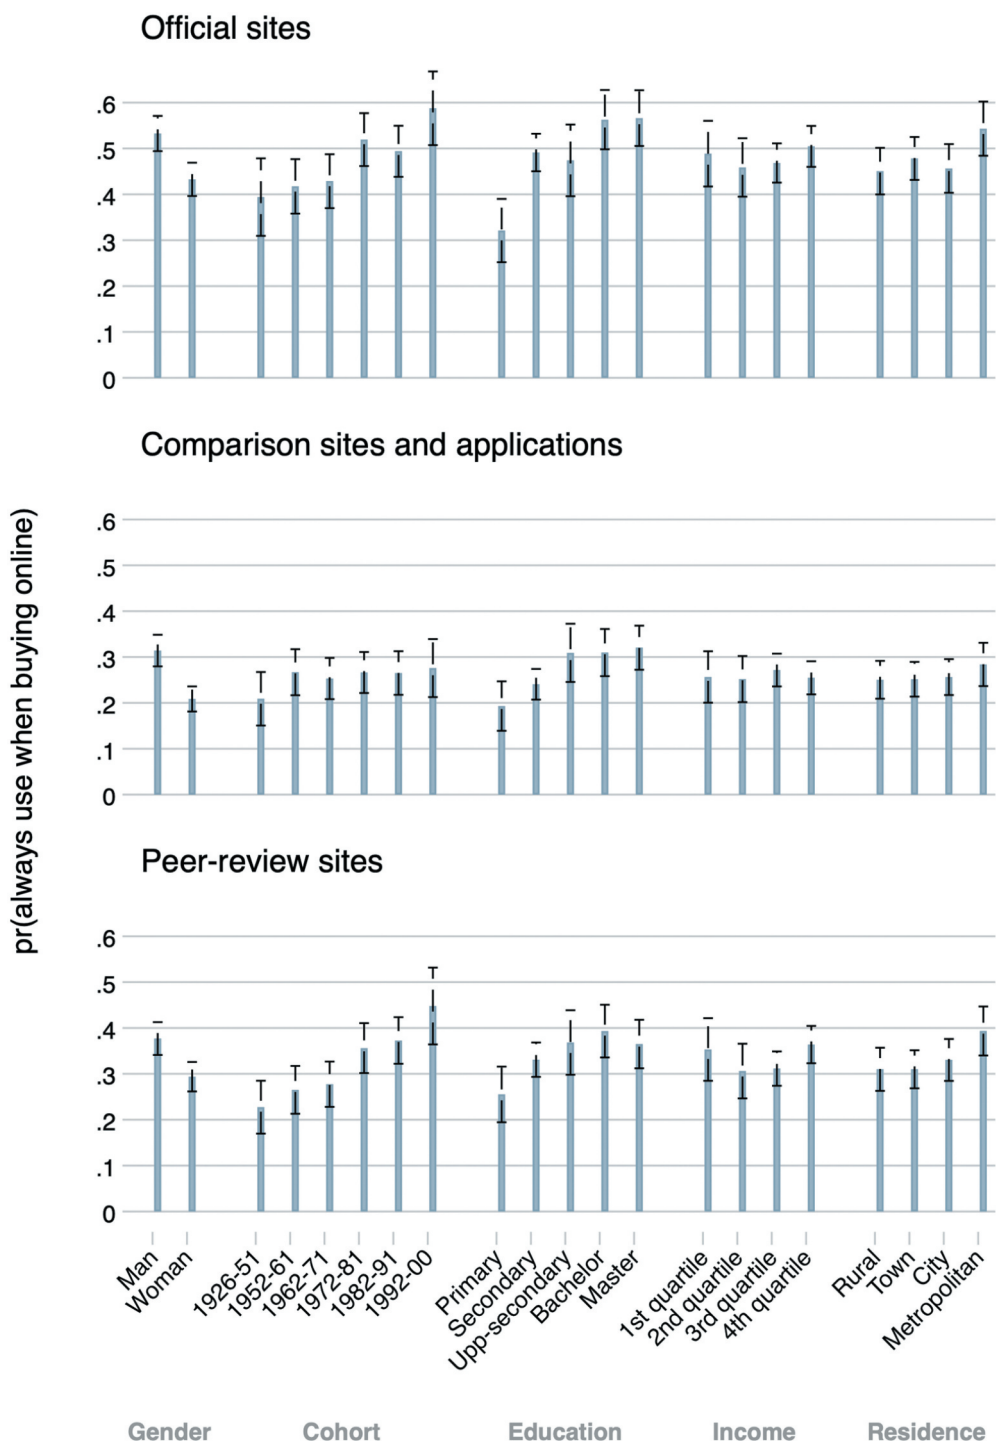 Official sites
.6
.5
.4
.3
.2
.1
0
Comparison sites and applications
.6
.5
.4
.3
.2
.1
0
pr(always use when buying online)
Peer-review sites
.6
.5
.4
.3
.2
.1
0
Man
Woman
1926-51
1952-61
1962-71
1972-81
1982-91
1992-00
Primary
Secondary
Upp-secondary
Bachelor
Master
1st quartile
2nd quartile
3rd quartile
4th quartile
Rural
Town
City
Metropolitan
Gender Cohort Education Income Residence